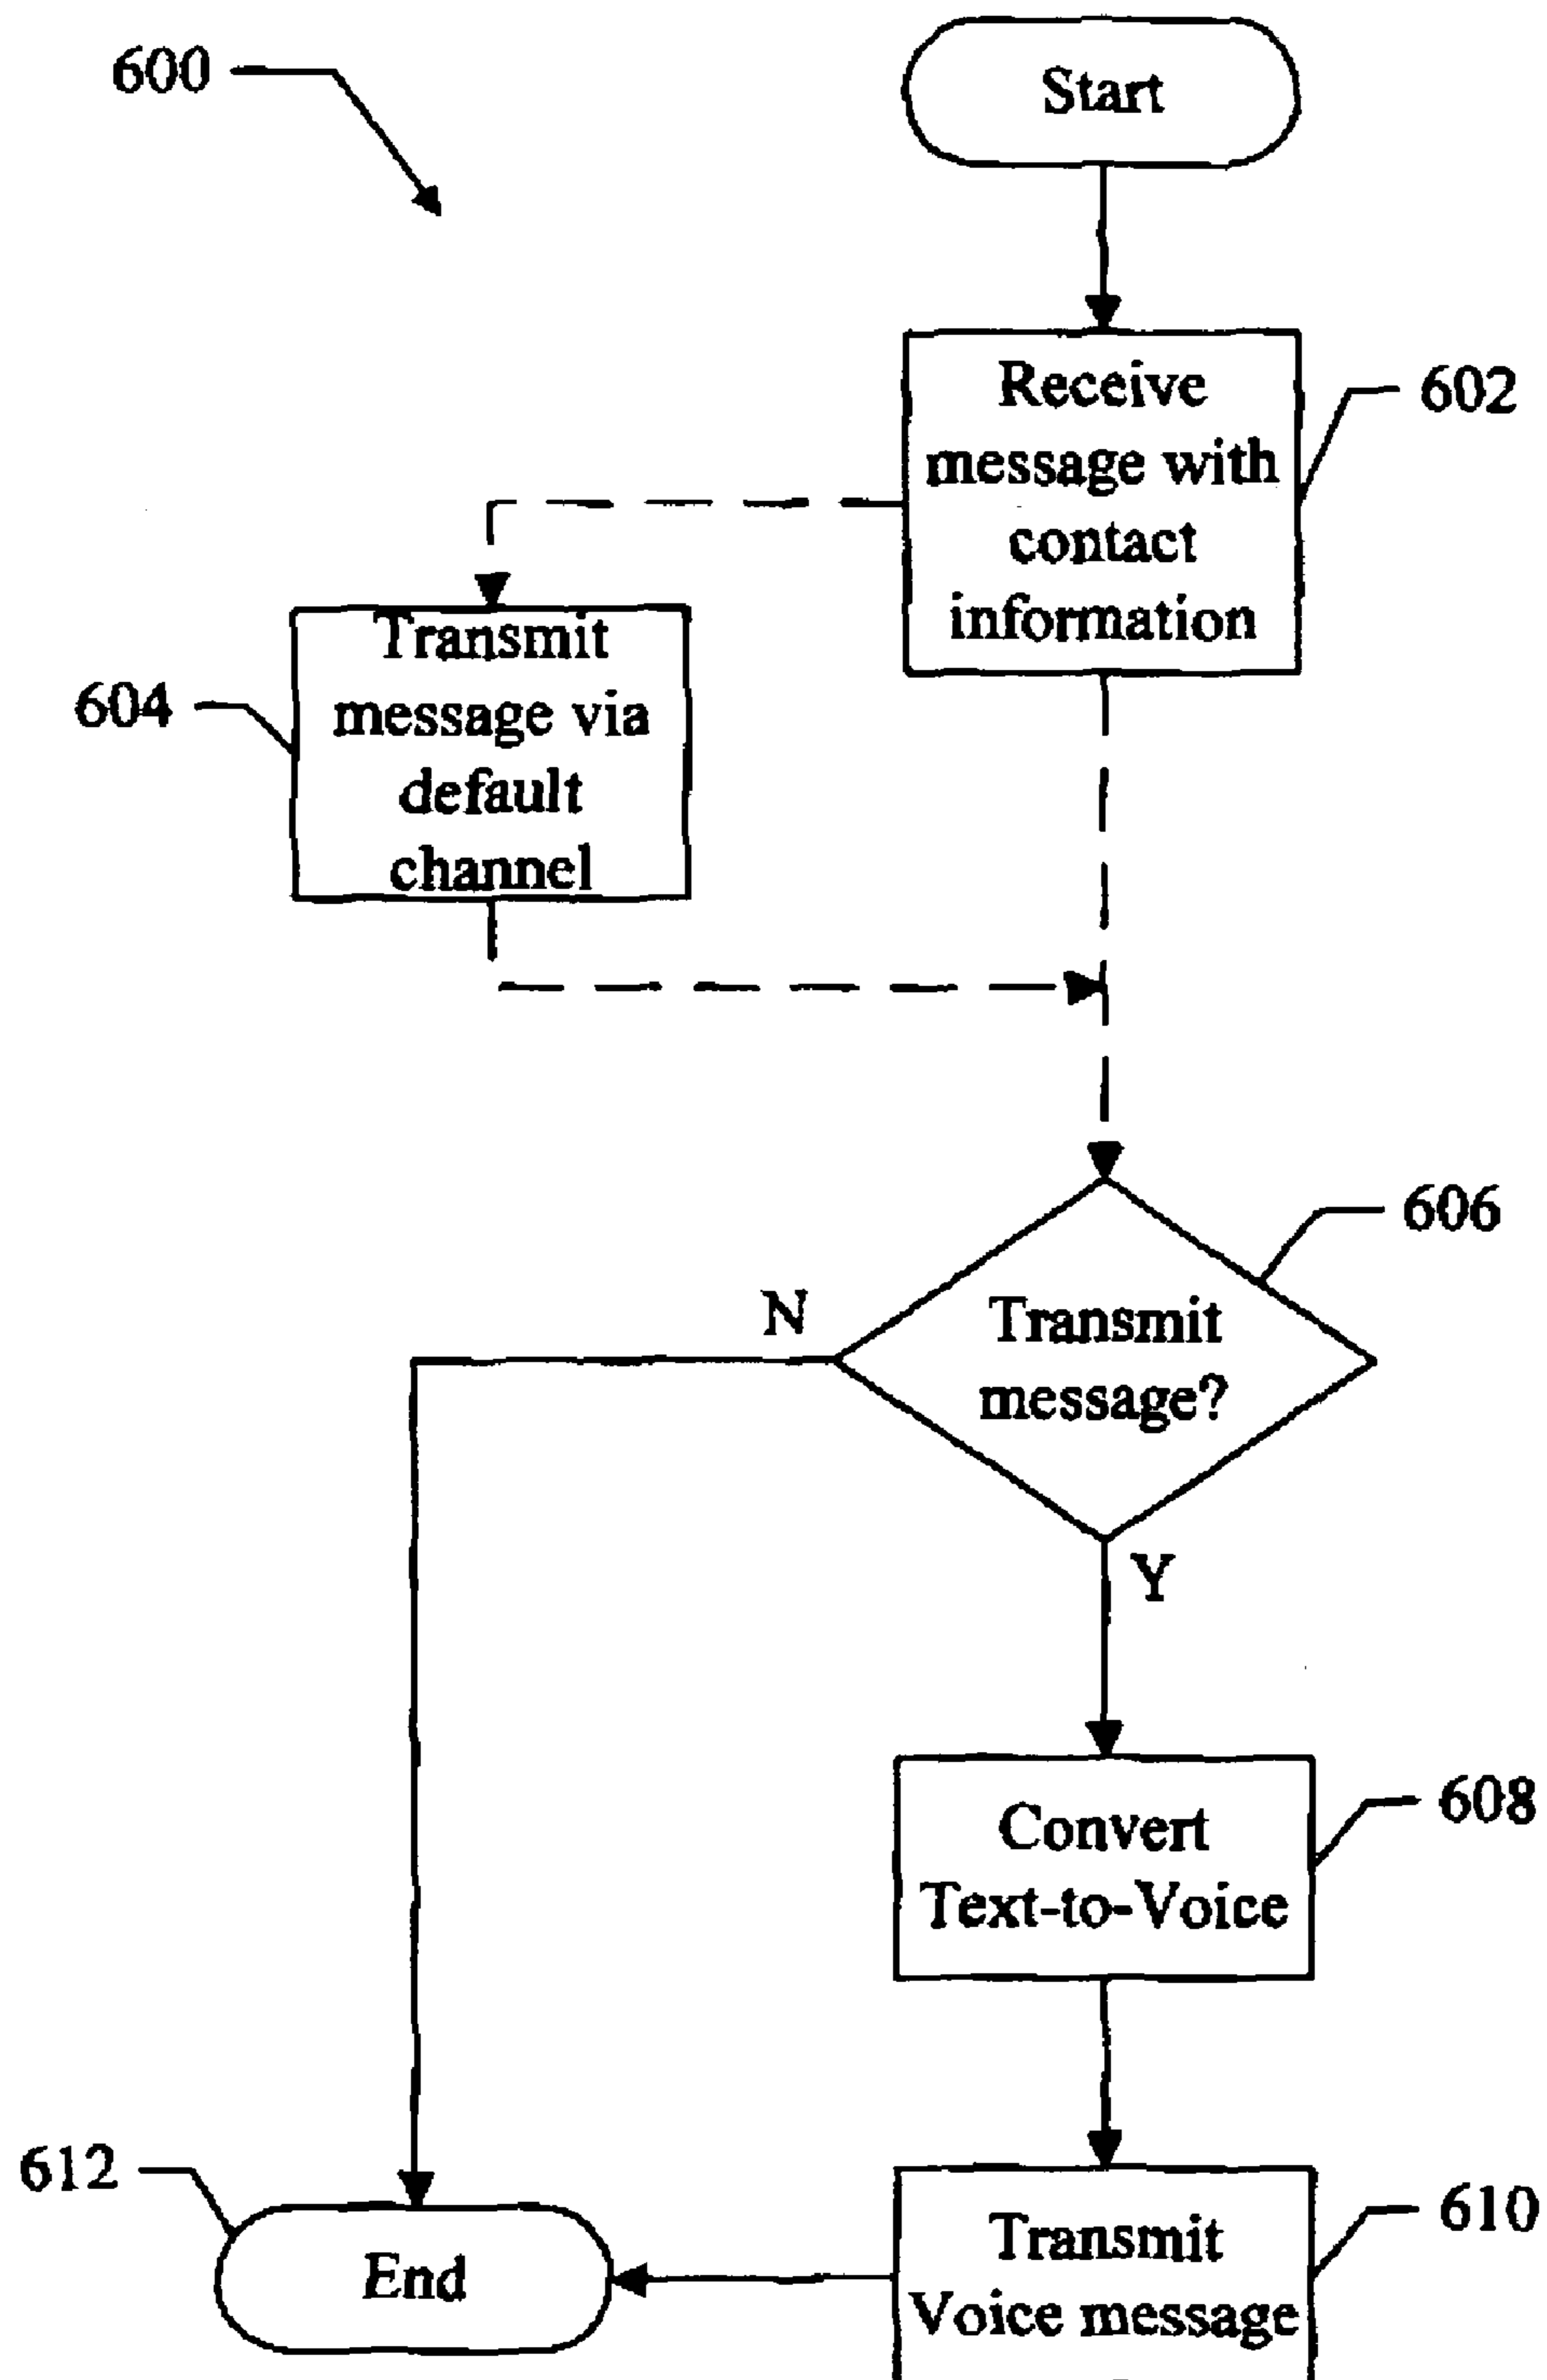 600
Start
Receive
message with
contact
information
602
Transmit
message via
default
channel
604
606
Transmit
message?
N
Y
Convert
Text-to-Voice
608
612
End
Transmit
Voice message
610